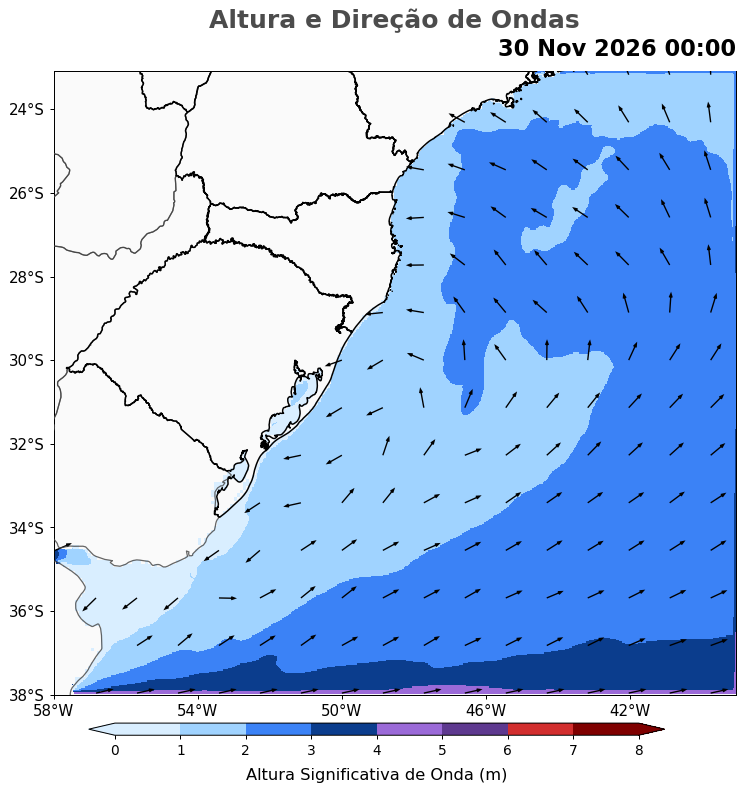 Altura e Direção de Ondas
30 Nov 2026 00:00
24°S
26°S
28°S
30°S
32°S
34°S
36°S
38°S
58°W 54°W 50°W 46°W 42°W
0 1 2 3 4 5 6 7 8
Altura Significativa de Onda (m)